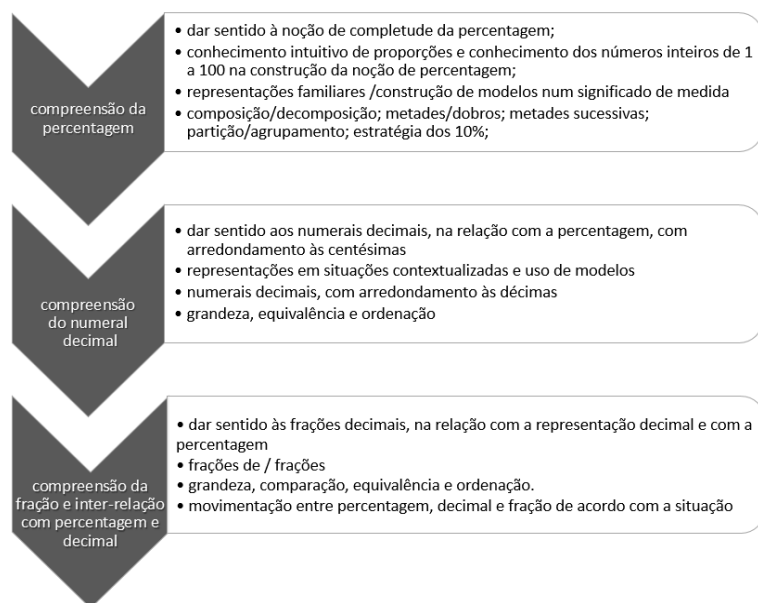 compreensão da
percentagem
• dar sentido à noção de completude da percentagem;
• conhecimento intuitivo de proporções e conhecimento dos números inteiros de 1
a 100 na construção da noção de percentagem;
• representações familiares /construção de modelos num significado de medida
• composição/decomposição; metades/dobros; metades sucessivas;
partição/agrupamento; estratégia dos 10%;
compreensão
do numeral
decimal
• dar sentido aos numerais decimais, na relação com a percentagem, com
arredondamento às centésimas
• representações em situações contextualizadas e uso de modelos
• numerais decimais, com arredondamento às décimas
• grandeza, equivalência e ordenação
compreensão da
fração e inter-relação
com percentagem e
decimal
• dar sentido às frações decimais, na relação com a representação decimal e com a
percentagem
• frações de / frações
• grandeza, comparação, equivalência e ordenação.
• movimentação entre percentagem, decimal e fração de acordo com a situação